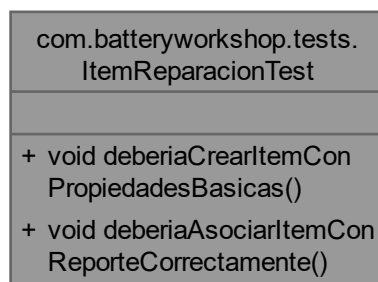 com.batteryworkshop.tests.
ItemReparacionTest
+ void deberiaCrearItemCon
PropiedadesBasicas()
+ void deberiaAsociarItemCon
ReporteCorrectamente()